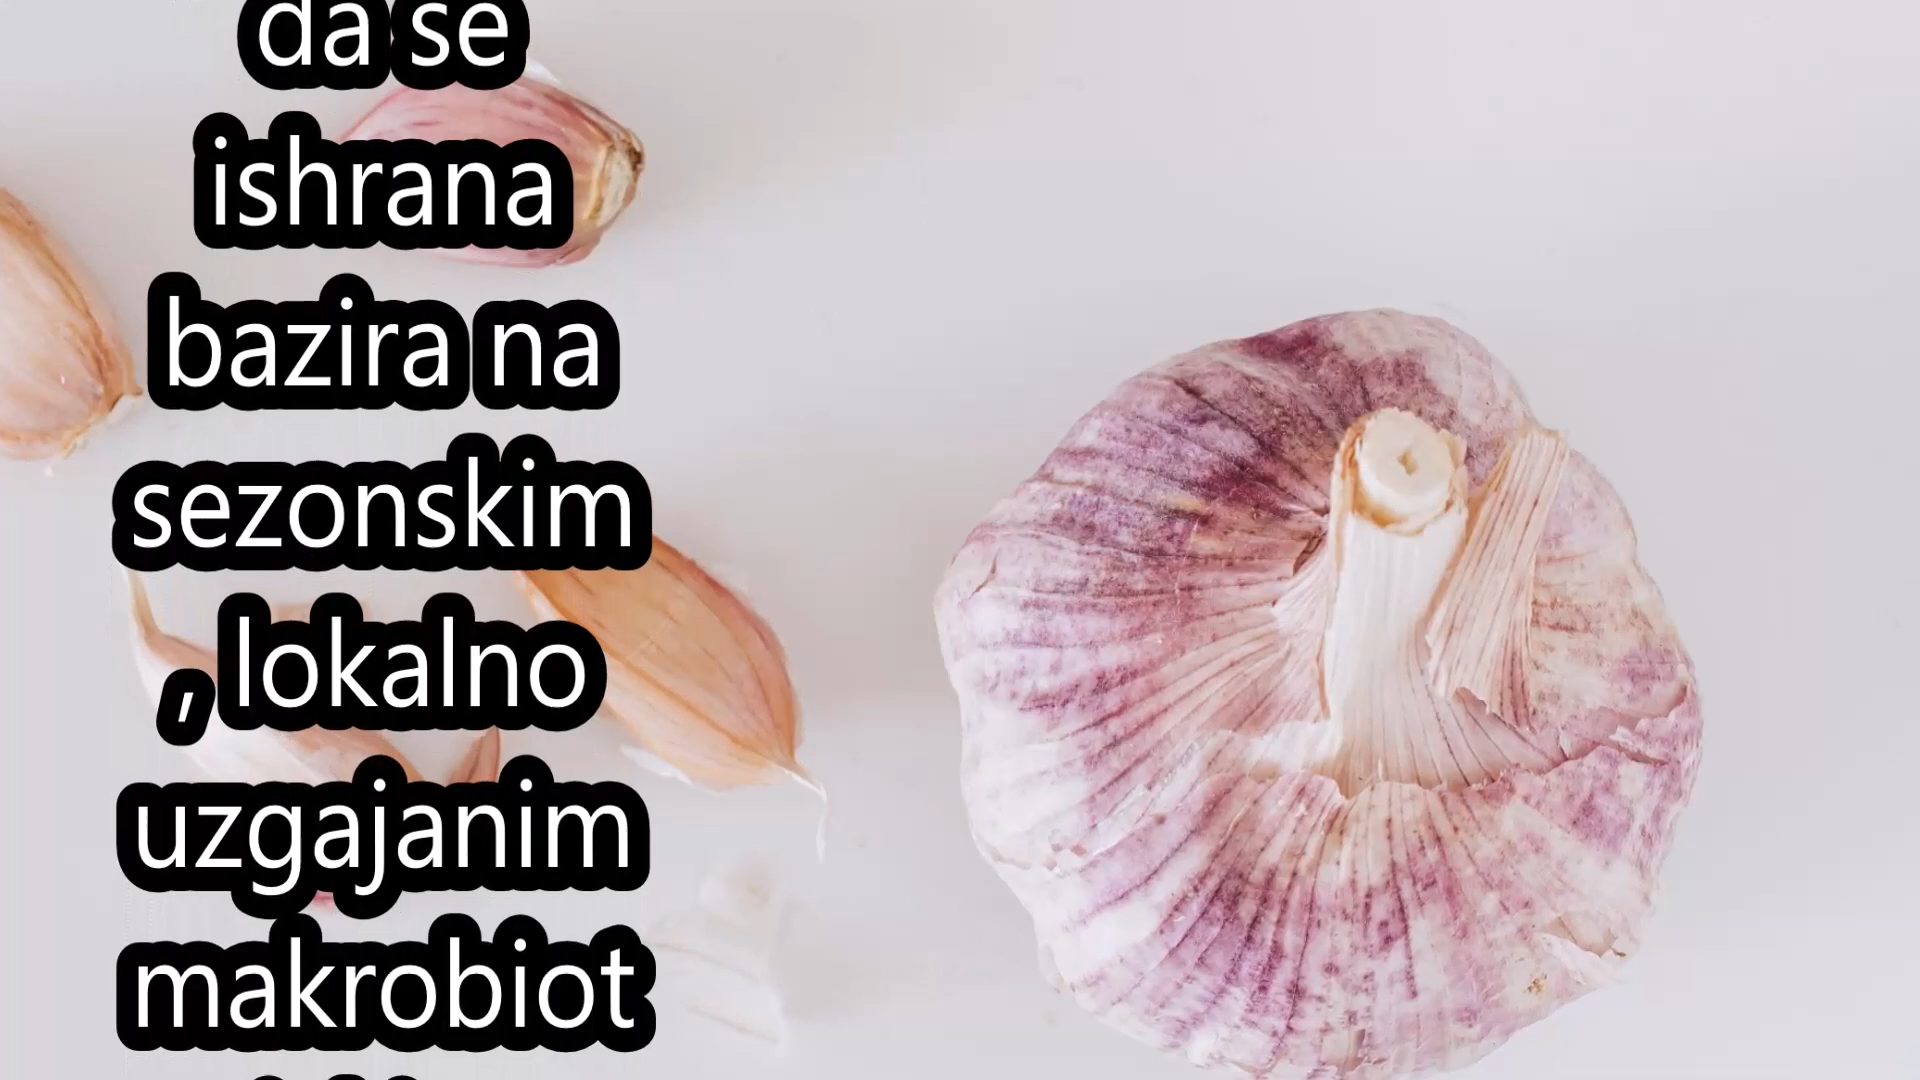 da se
ishrana
bazira na
sezonskim
, lokalno
uzgajanim
makrobiot